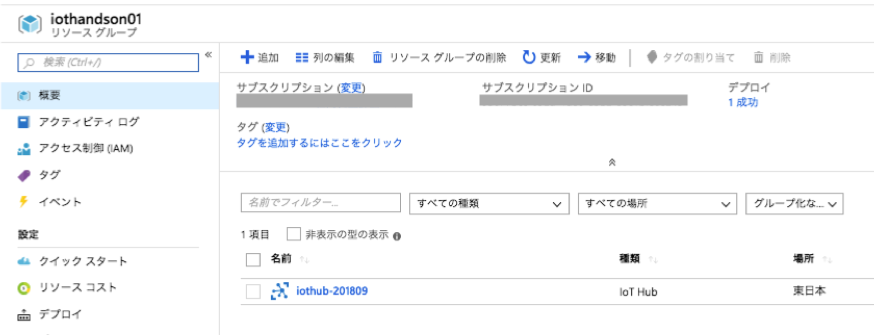 iothandson01
リソース グループ
検索 (Ctrl+/)
«
追加 列の編集 リソース グループの削除 更新 移動 タグの割り当て 削除
概要
アクティビティ ログ
アクセス制御 (IAM)
タグ
イベント
設定
クイック スタート
リソース コスト
デプロイ
サブスクリプション (変更)
サブスクリプション ID
デプロイ
1 成功
タグ (変更)
タグを追加するにはここをクリック
名前でフィルター... すべての種類 すべての場所 グループ化な...
1 項目 非表示の型の表示
名前 種類 場所
iothub-201809 IoT Hub 東日本